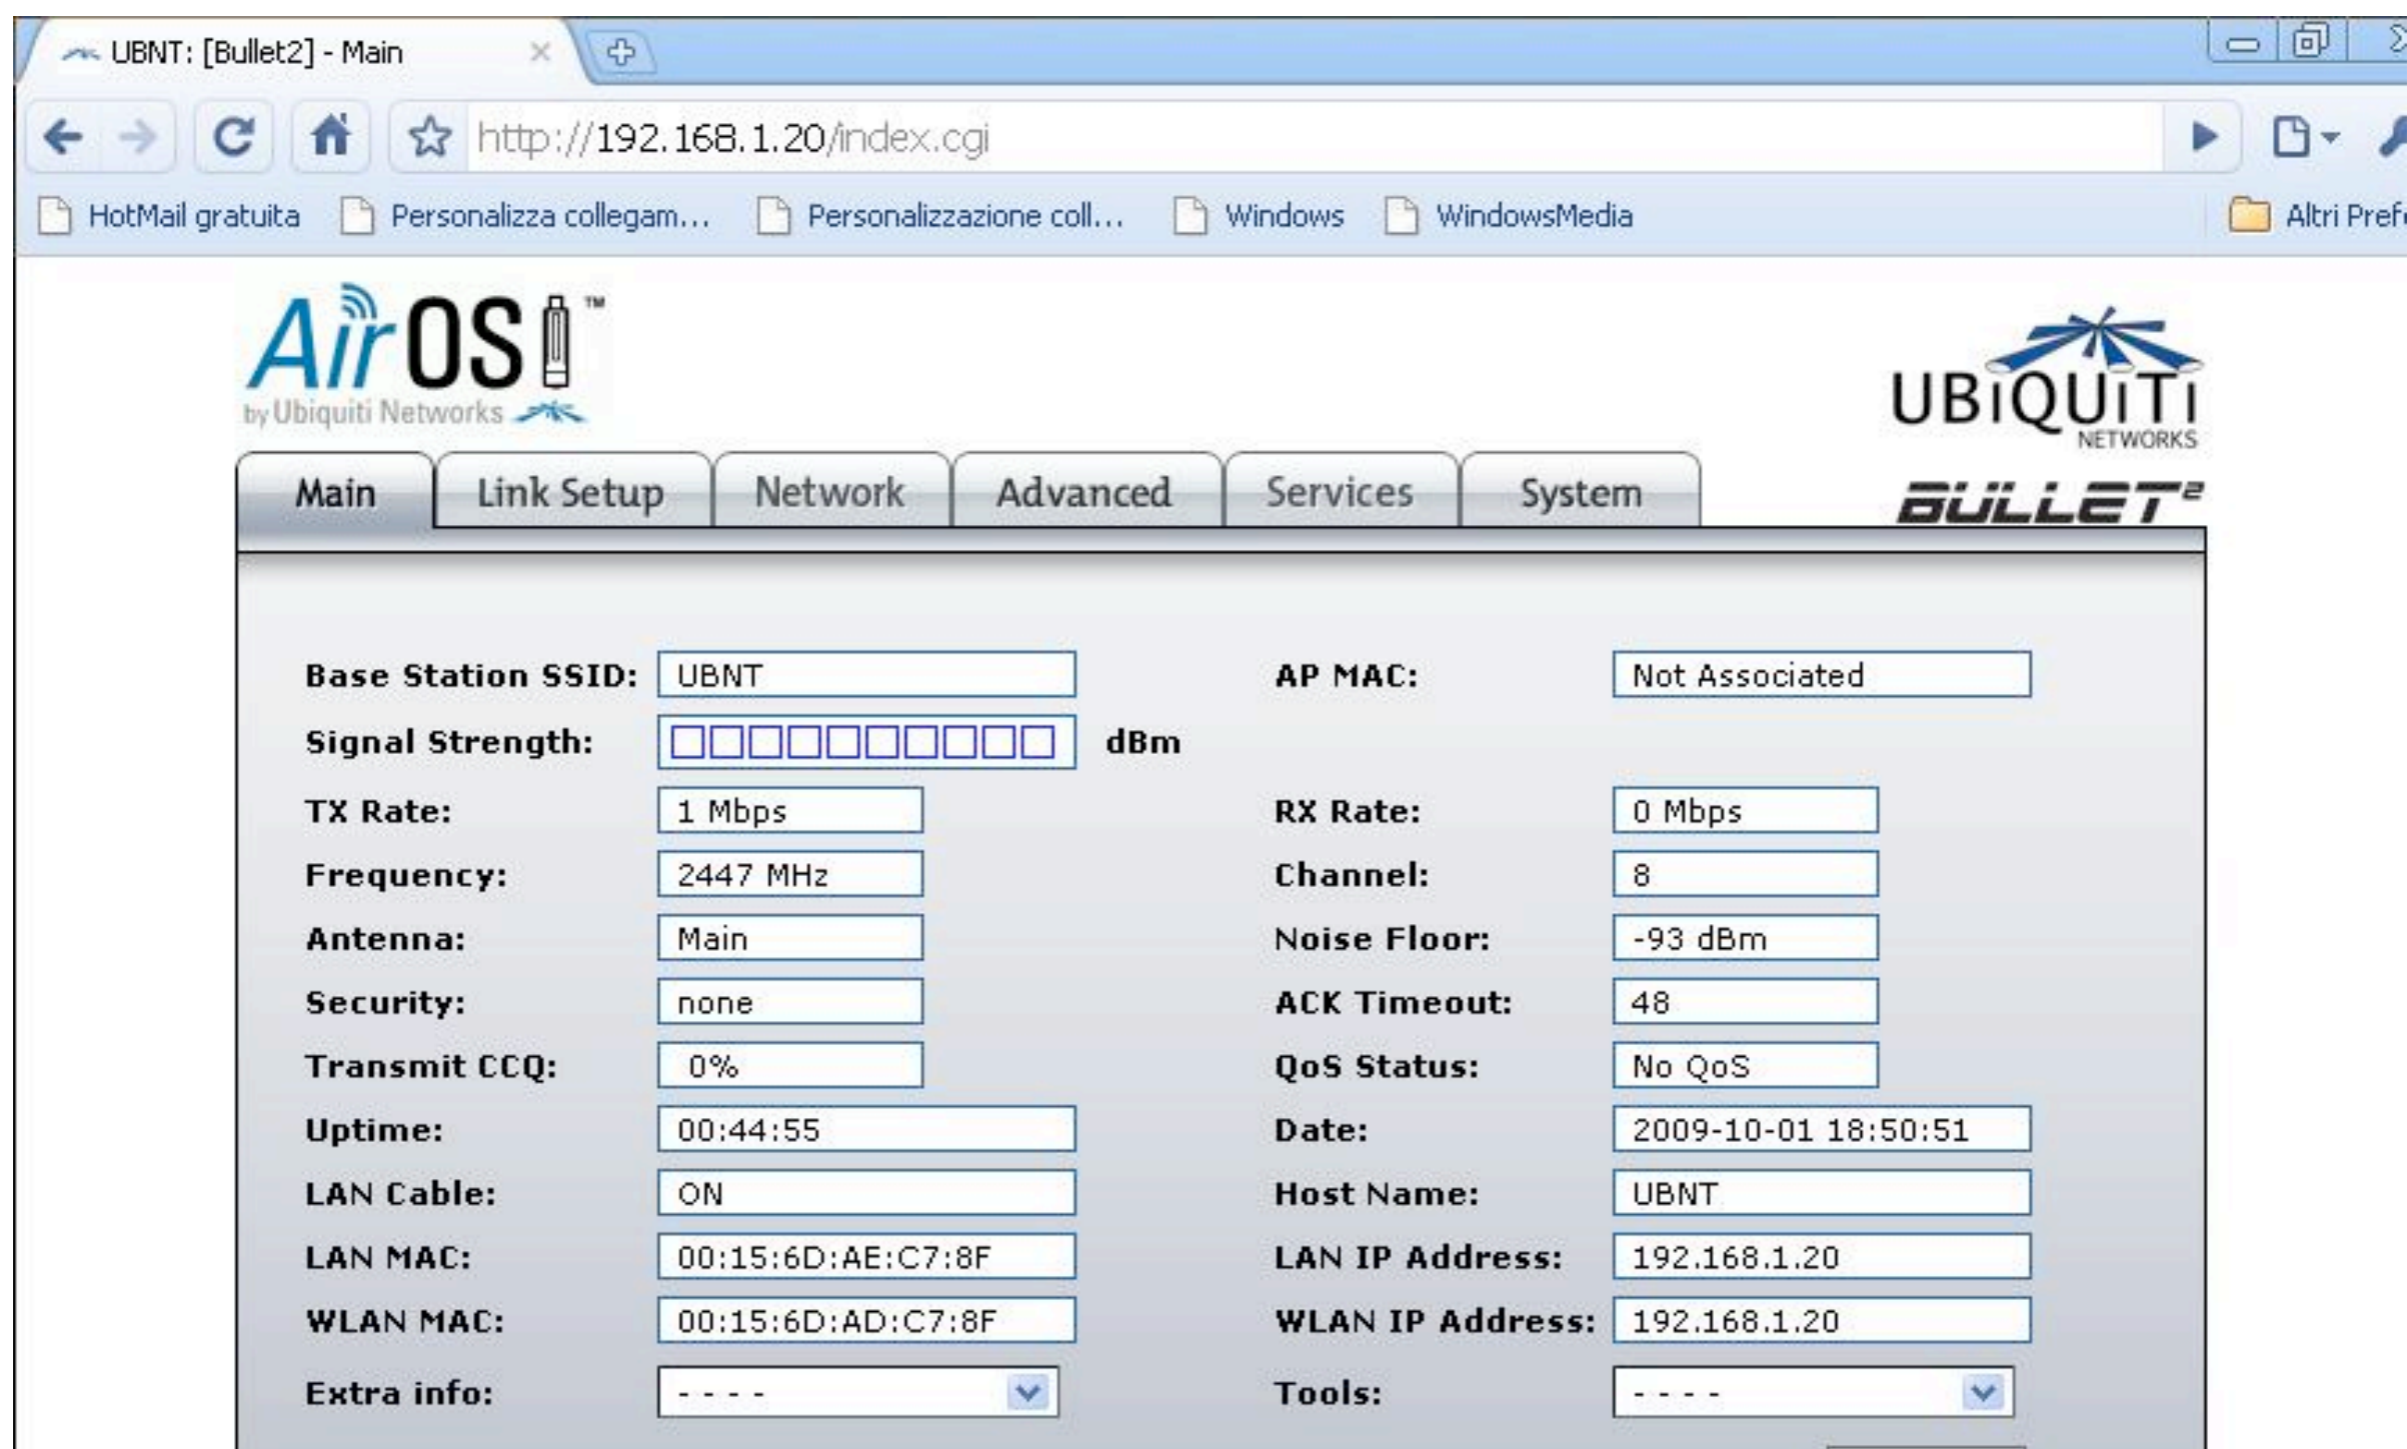 UBNT: [Bullet2] - Main
http://192.168.1.20/index.cgi
HotMail gratuita Personalizza collegam... Personalizzazione coll... Windows WindowsMedia Altri Prefe
AirOS ™
by Ubiquiti Networks
UBiQUiTi
NETWORKS
Main Link Setup Network Advanced Services System
BULLET²
Base Station SSID: UBNT AP MAC: Not Associated
Signal Strength: dBm
TX Rate: 1 Mbps RX Rate: 0 Mbps
Frequency: 2447 MHz Channel: 8
Antenna: Main Noise Floor: -93 dBm
Security: none ACK Timeout: 48
Transmit CCQ: 0% QoS Status: No QoS
Uptime: 00:44:55 Date: 2009-10-01 18:50:51
LAN Cable: ON Host Name: UBNT
LAN MAC: 00:15:6D:AE:C7:8F LAN IP Address: 192.168.1.20
WLAN MAC: 00:15:6D:AD:C7:8F WLAN IP Address: 192.168.1.20
Extra info: - - - - Tools: - - - -